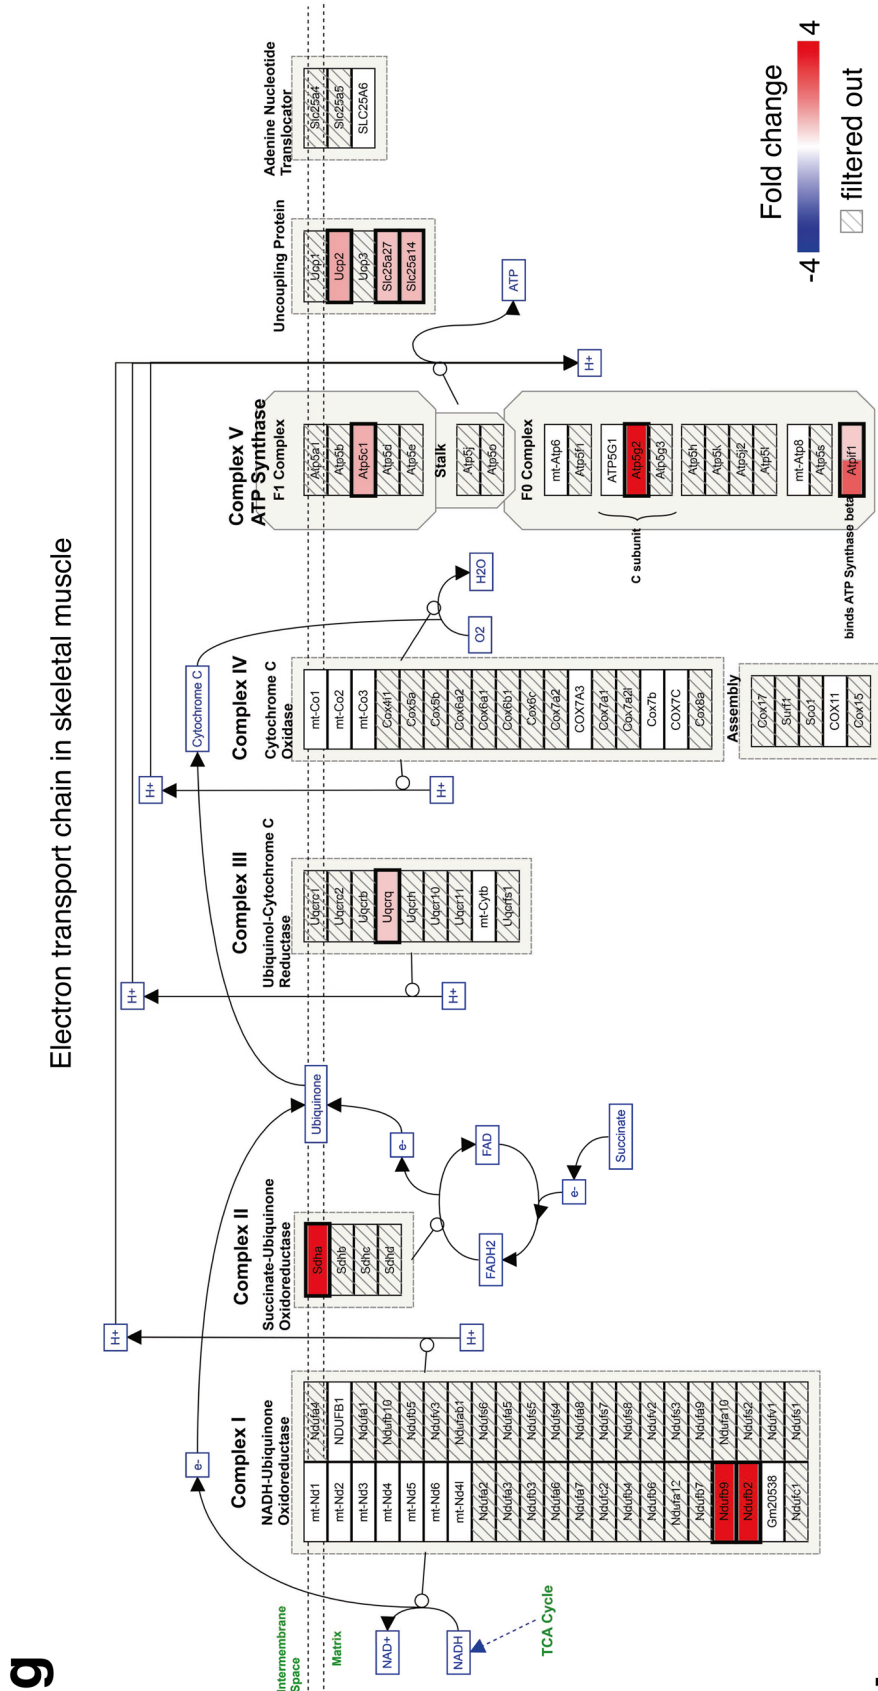 g
Electron transport chain in skeletal muscle
Intermembrane
Space
Matrix
NAD+
NADH
TCA Cycle
e-
Complex I
NADH-Ubiquinone
Oxidoreductase
mt-Nd1
mt-Nd2
mt-Nd3
mt-Nd4
mt-Nd5
mt-Nd6
mt-Nd4l
Ndufa2
Ndufa3
Ndufb3
Ndufa6
Ndufa7
Ndufc2
Ndufb4
Ndufb6
Ndufa12
Ndufb7
Ndufb9
Ndufb2
Gm20538
Ndufc1
Ndufa4
NDUFB1
Ndufa1
Ndufb10
Ndufb5
Ndufv3
Ndufab1
Ndufs6
Ndufa5
Ndufs5
Ndufs4
Ndufa8
Ndufs7
Ndufs8
Ndufv2
Ndufs3
Ndufa9
Ndufa10
Ndufs2
Ndufv1
Ndufs1
H+
H+
Complex II
Succinate-Ubiquinone
Oxidoreductase
Sdha
Sdhb
Sdhc
Sdhd
FADH2
FAD
e-
e-
Succinate
Ubiquinone
H+
H+
Complex III
Ubiquinol-Cytochrome C
Reductase
Uqcrc1
Uqcrc2
Uqcrb
Uqcrq
Uqcrh
Uqcr10
Uqcr11
mt-Cytb
Uqcrfs1
H+
H+
Cytochrome C
Complex IV
Cytochrome C
Oxidase
mt-Co1
mt-Co2
mt-Co3
Cox4i1
Cox5a
Cox5b
Cox6a2
Cox6a1
Cox6b1
Cox6c
Cox7a2
COX7A3
Cox7a1
Cox7a2l
Cox7b
COX7C
Cox8a
Assembly
Cox17
Surf1
Sco1
COX11
Cox15
O2
H2O
Complex V
ATP Synthase
F1 Complex
Atp5a1
Atp5b
Atp5c1
Atp5d
Atp5e
Stalk
Atp5j
Atp5o
F0 Complex
mt-Atp6
Atp5f1
ATP5G1
Atp5g2
Atp5g3
C subunit
Atp5h
Atp5k
Atp5j2
Atp5l
mt-Atp8
Atp5s
Atpif1
binds ATP Synthase beta
H+
ATP
Uncoupling Protein
Ucp1
Ucp2
Ucp3
Slc25a27
Slc25a14
Adenine Nucleotide
Translocator
Slc25a4
Slc25a5
SLC25A6
Fold change
-4
4
filtered out